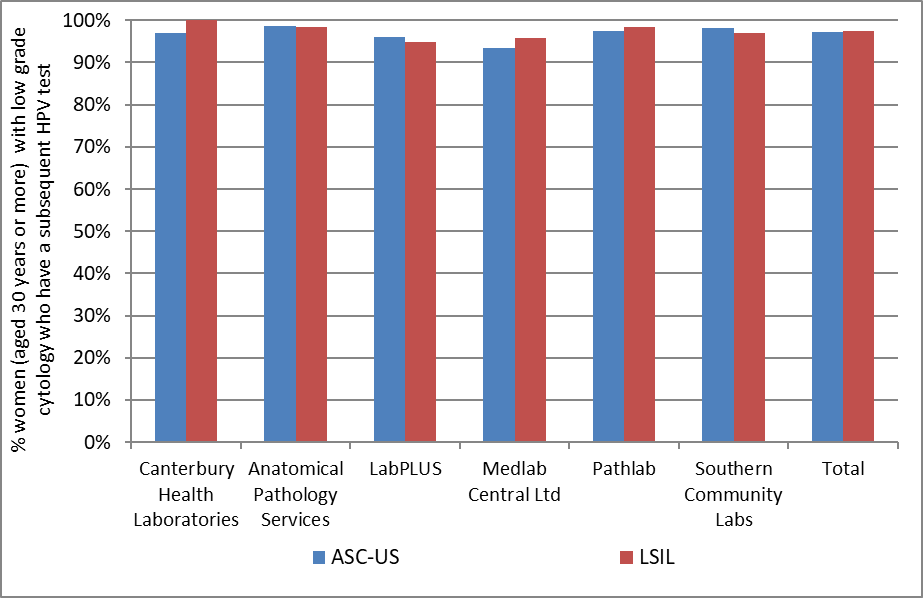 % women (aged 30 years or more)  with low grade
cytology who have a subsequent HPV test
100%
90%
80%
70%
60%
50%
40%
30%
20%
10%
0%
Canterbury
Health
Laboratories
Anatomical
Pathology
Services
LabPLUS
Medlab
Central Ltd
Pathlab
Southern
Community
Labs
Total
ASC-US
LSIL